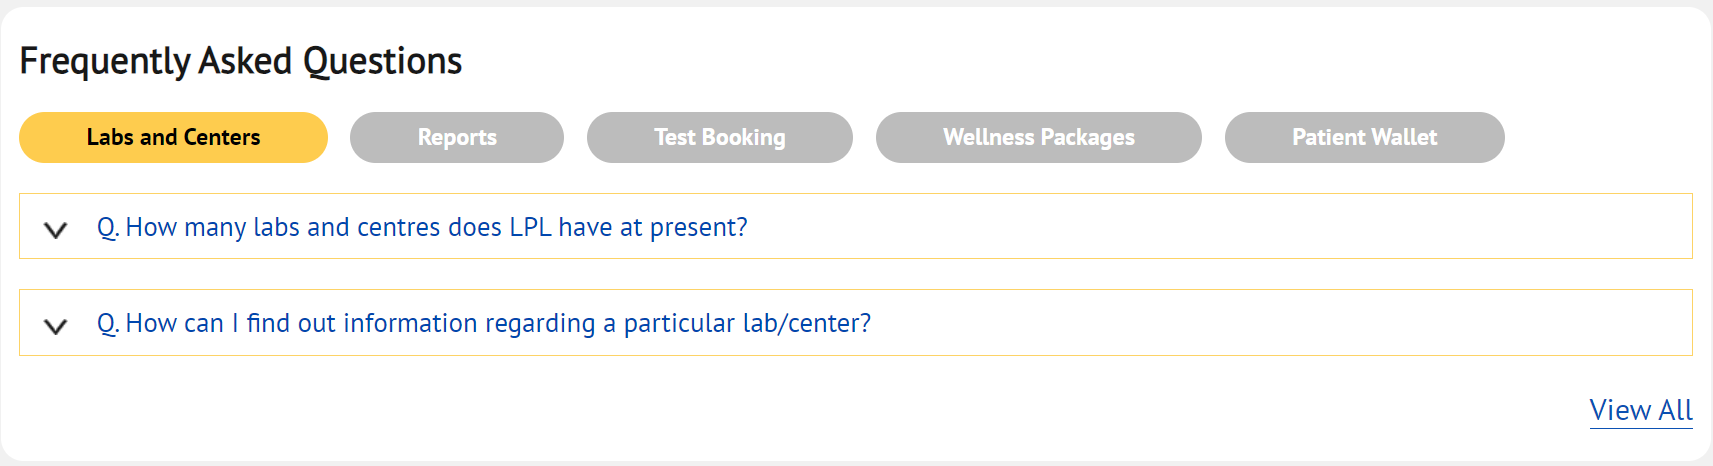 Frequently Asked Questions
Labs and Centers Reports Test Booking Wellness Packages Patient Wallet
Q. How many labs and centres does LPL have at present?
Q. How can I find out information regarding a particular lab/center?
View All